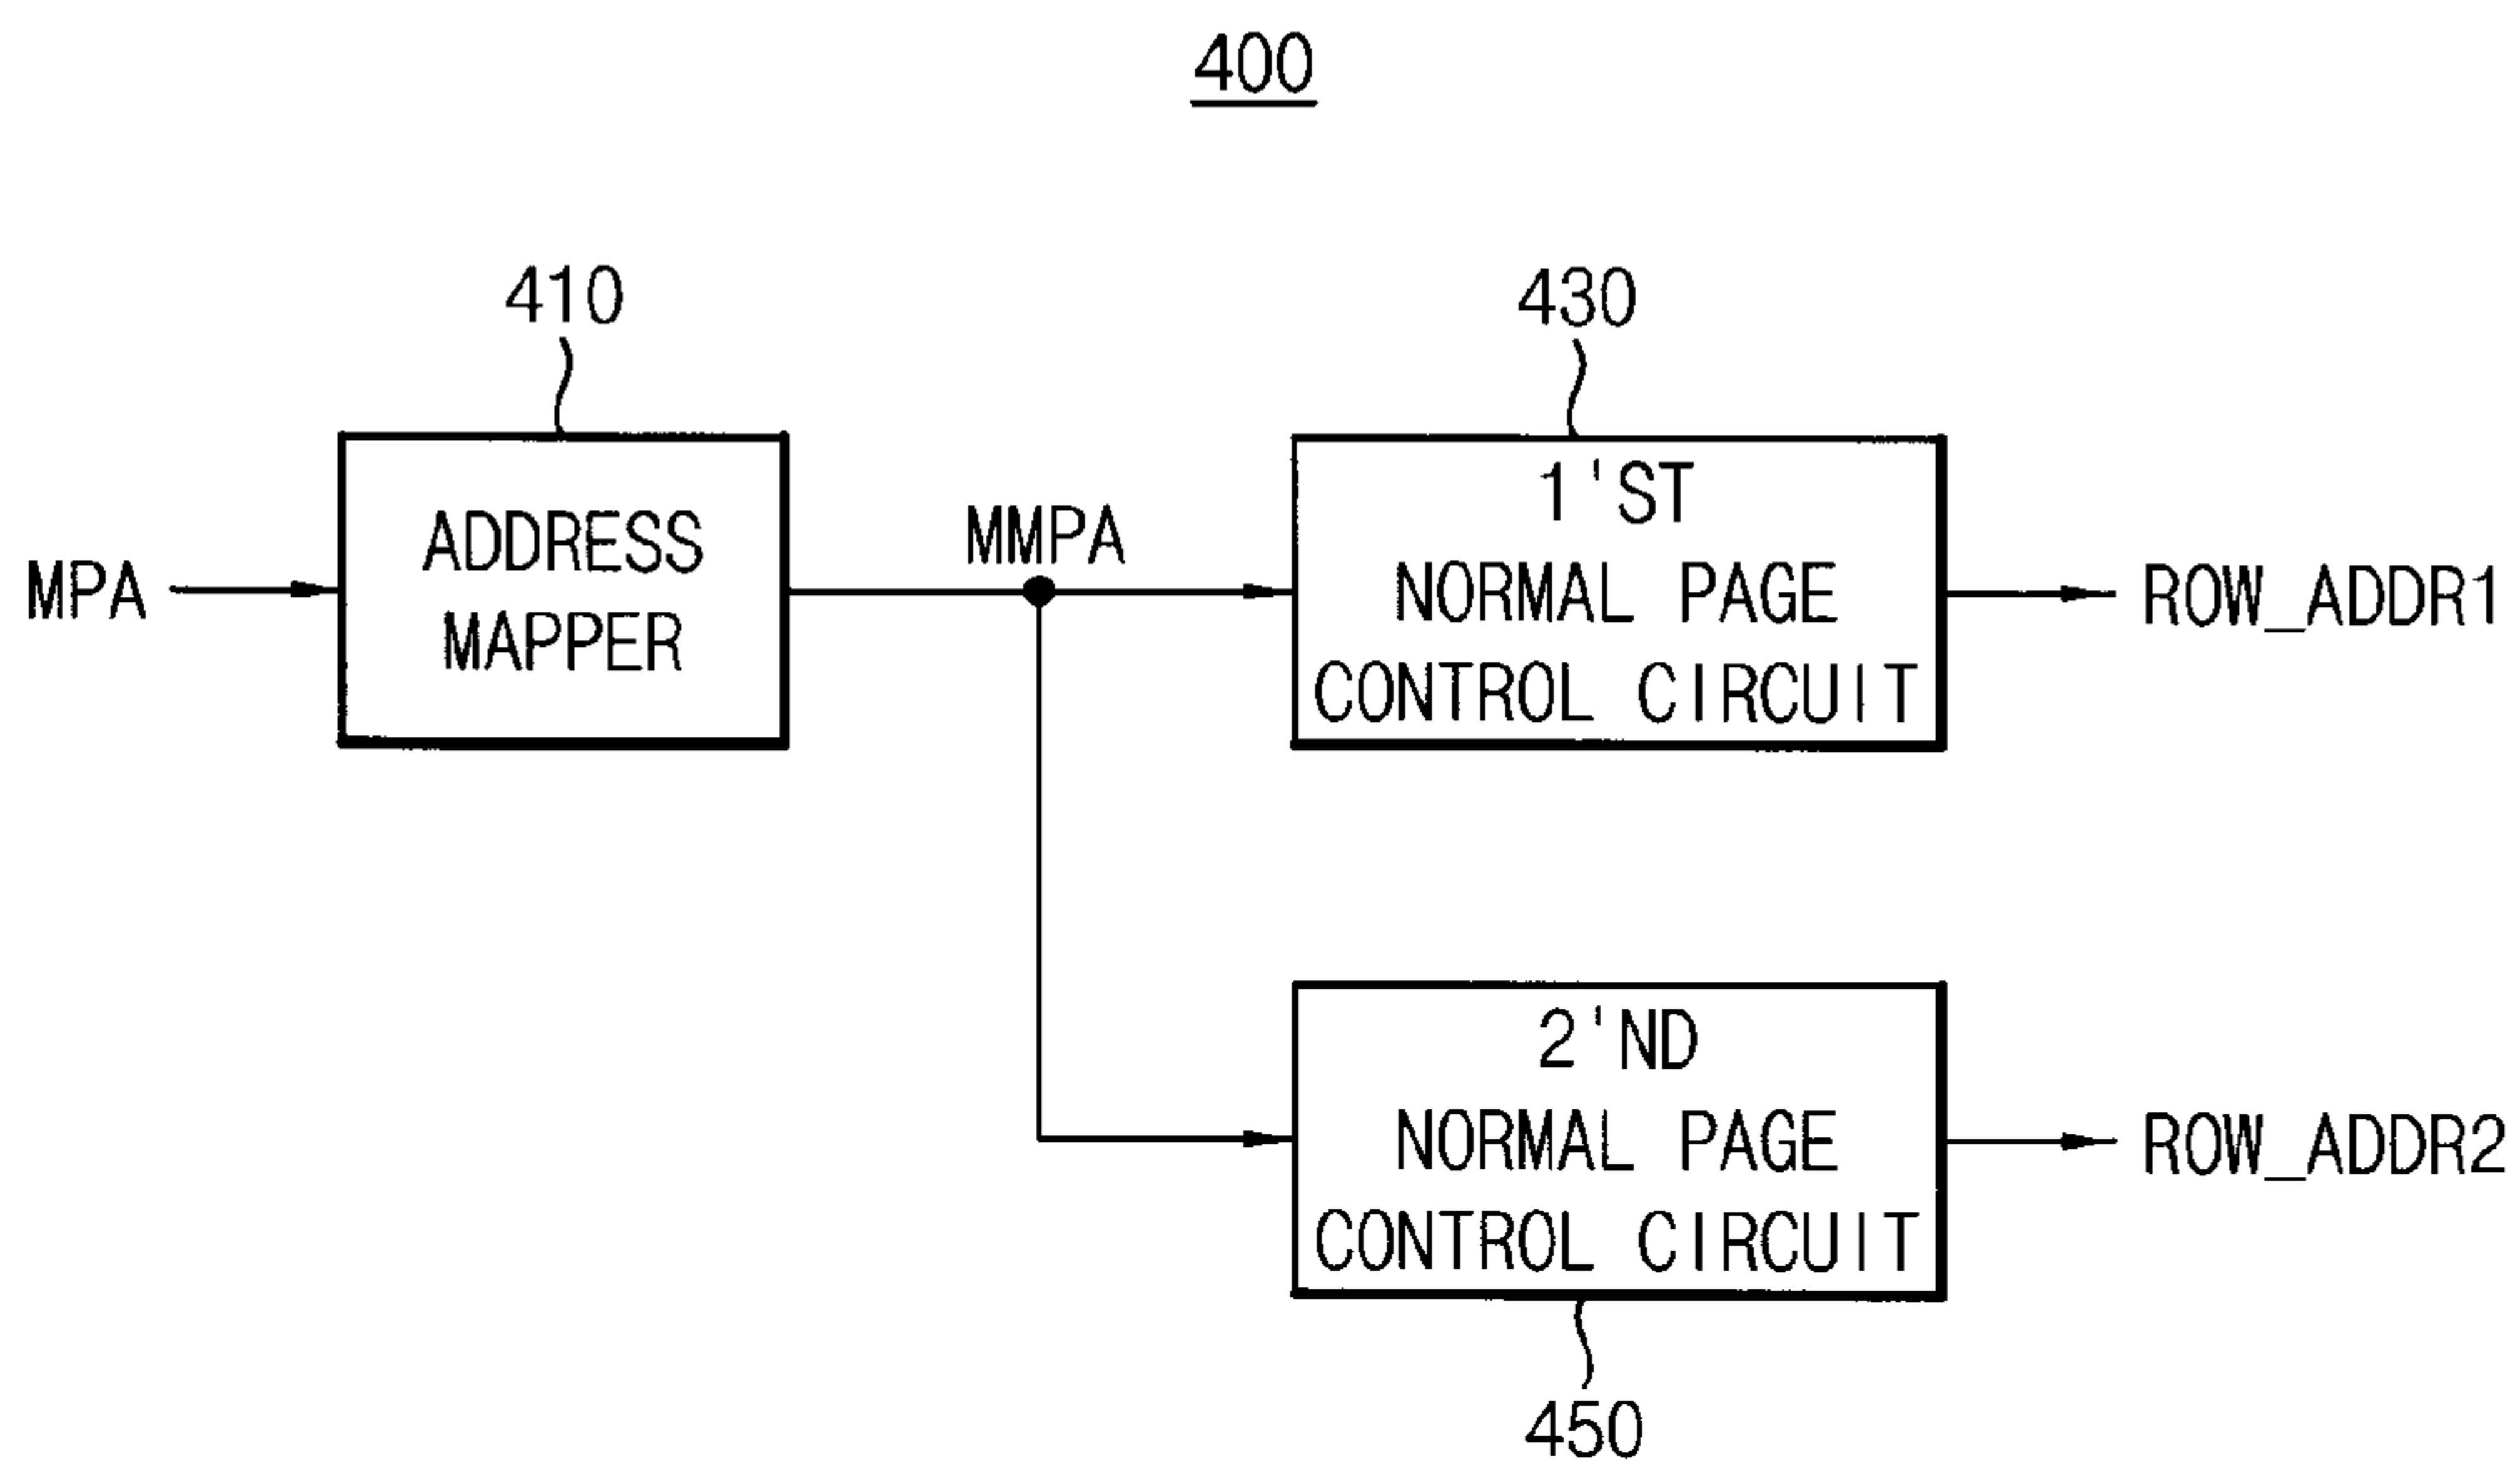 400
410
430
MPA
ADDRESS
MAPPER
MMPA
1'ST
NORMAL PAGE
CONTROL CIRCUIT
ROW_ADDR1
2'ND
NORMAL PAGE
CONTROL CIRCUIT
ROW_ADDR2
450